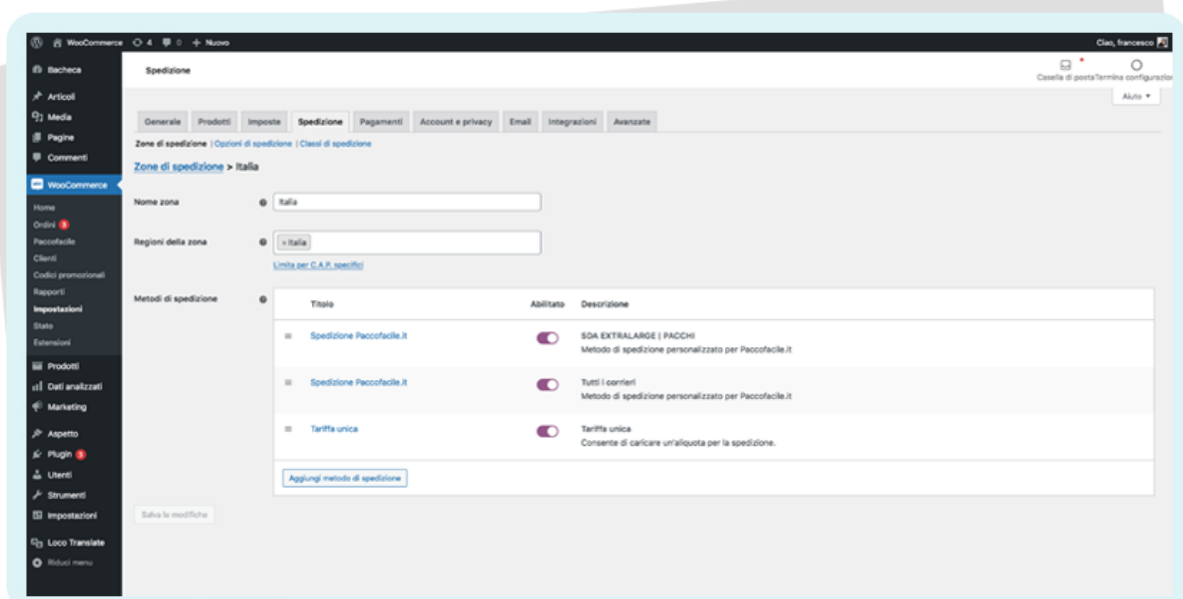 WooCommerce 4 0 + Nuovo Ciao, francesco
Bacheca
Articoli
Media
Pagine
Commenti
WooCommerce
Home
Ordini 3
Paccofacile
Clienti
Codici promozionali
Rapporti
Impostazioni
Stato
Estensioni
Prodotti
Dati analizzati
Marketing
Aspetto
Plugin 3
Utenti
Strumenti
Impostazioni
Loco Translate
Riduci menu
Spedizione
Casella di posta Termina configurazion
Aiuto
Generale Prodotti Imposte Spedizione Pagamenti Account e privacy Email Integrazioni Avanzate
Zone di spedizione | Opzioni di spedizione | Classi di spedizione
Zone di spedizione > Italia
Nome zona Italia
Regioni della zona × Italia
Limita per C.A.P. specifici
Metodi di spedizione
Titolo Abilitato Descrizione
Spedizione Paccofacile.it SDA EXTRALARGE | PACCHI
Metodo di spedizione personalizzato per Paccofacile.it
Spedizione Paccofacile.it Tutti i corrieri
Metodo di spedizione personalizzato per Paccofacile.it
Tariffa unica Tariffa unica
Consente di caricare un'aliquota per la spedizione.
Aggiungi metodo di spedizione
Salva le modifiche